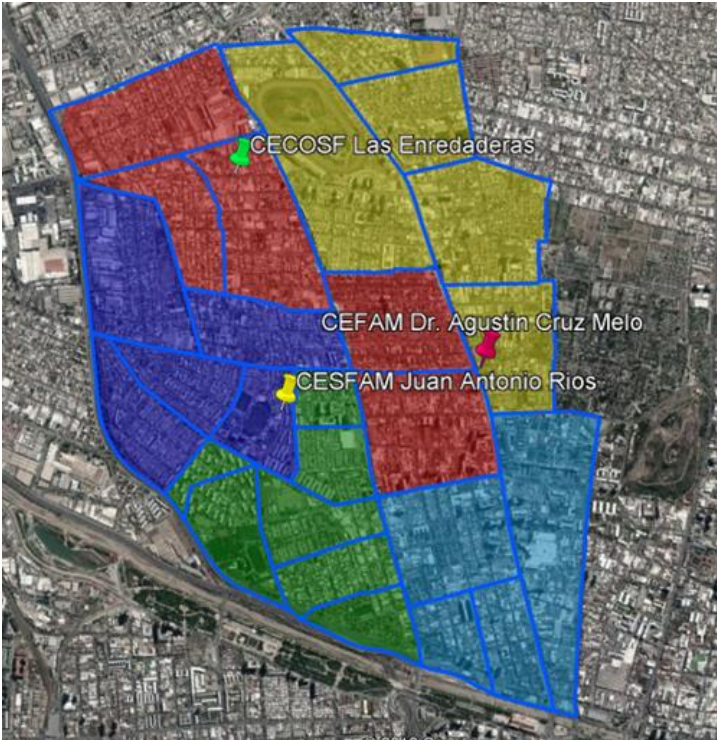 CECOSF Las Enredaderas
CEFAM Dr. Agustin Cruz Melo
CESFAM Juan Antonio Rios